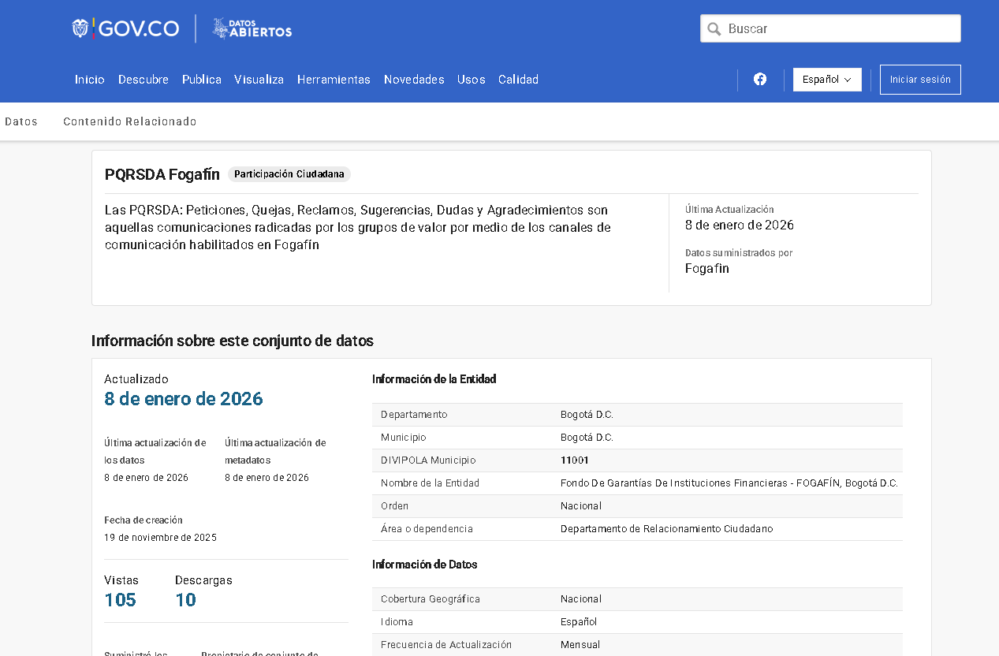 GOV.CO
DATOS
ABIERTOS
Buscar
Inicio Descubre Publica Visualiza Herramientas Novedades Usos Calidad
Español
Iniciar sesión
Datos Contenido Relacionado
PQRSDA Fogafín Participación Ciudadana
Las PQRSDA: Peticiones, Quejas, Reclamos, Sugerencias, Dudas y Agradecimientos son
aquellas comunicaciones radicadas por los grupos de valor por medio de los canales de
comunicación habilitados en Fogafín
Última Actualización
8 de enero de 2026
Datos suministrados por
Fogafin
Información sobre este conjunto de datos
Actualizado
8 de enero de 2026
Última actualización de
los datos
8 de enero de 2026
Última actualización de
metadatos
8 de enero de 2026
Fecha de creación
19 de noviembre de 2025
Vistas
105
Descargas
10
Suministró los
Propietario de conjunto de
Información de la Entidad
Departamento Bogotá D.C.
Municipio Bogotá D.C.
DIVIPOLA Municipio 11001
Nombre de la Entidad Fondo De Garantías De Instituciones Financieras - FOGAFÍN, Bogotá D.C.
Orden Nacional
Área o dependencia Departamento de Relacionamiento Ciudadano
Información de Datos
Cobertura Geográfica Nacional
Idioma Español
Frecuencia de Actualización Mensual